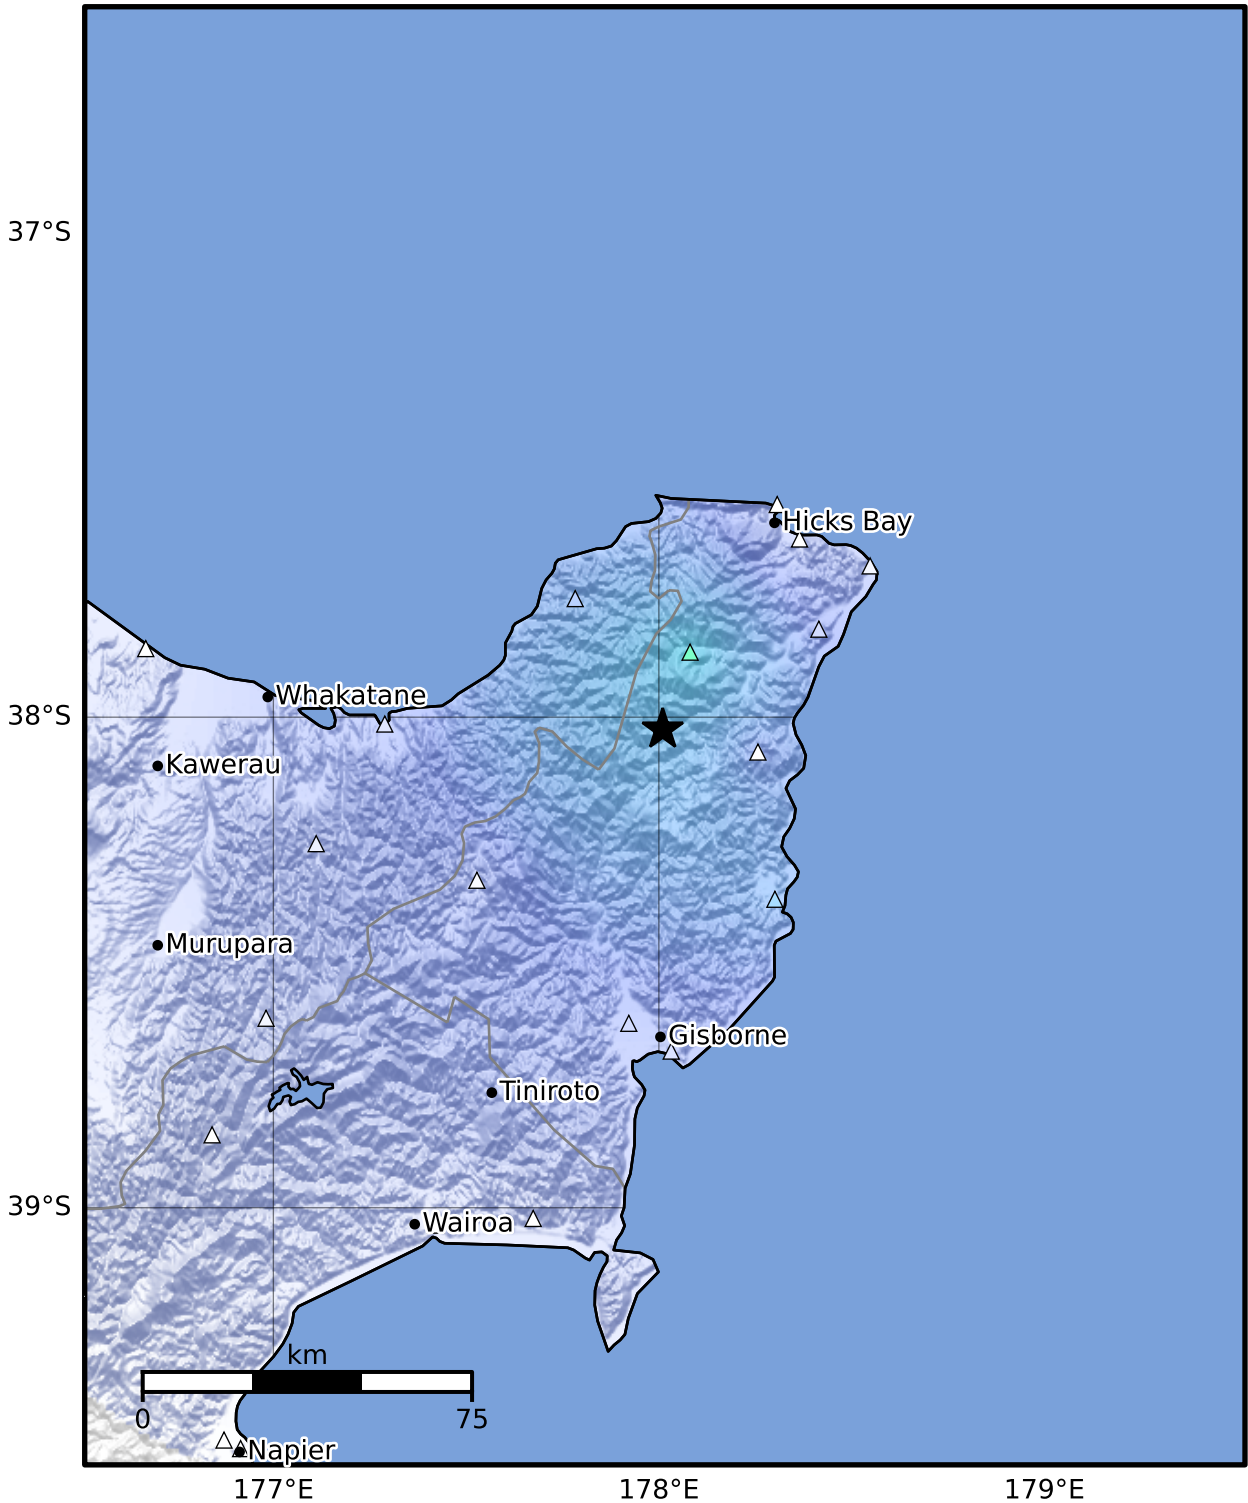 37°S
Hicks Bay
Whakatane
38°S
Kawerau
Murupara
Gisborne
Tiniroto
39°S
Wairoa
km
0
75
Napier
177°E
178°E
179°E